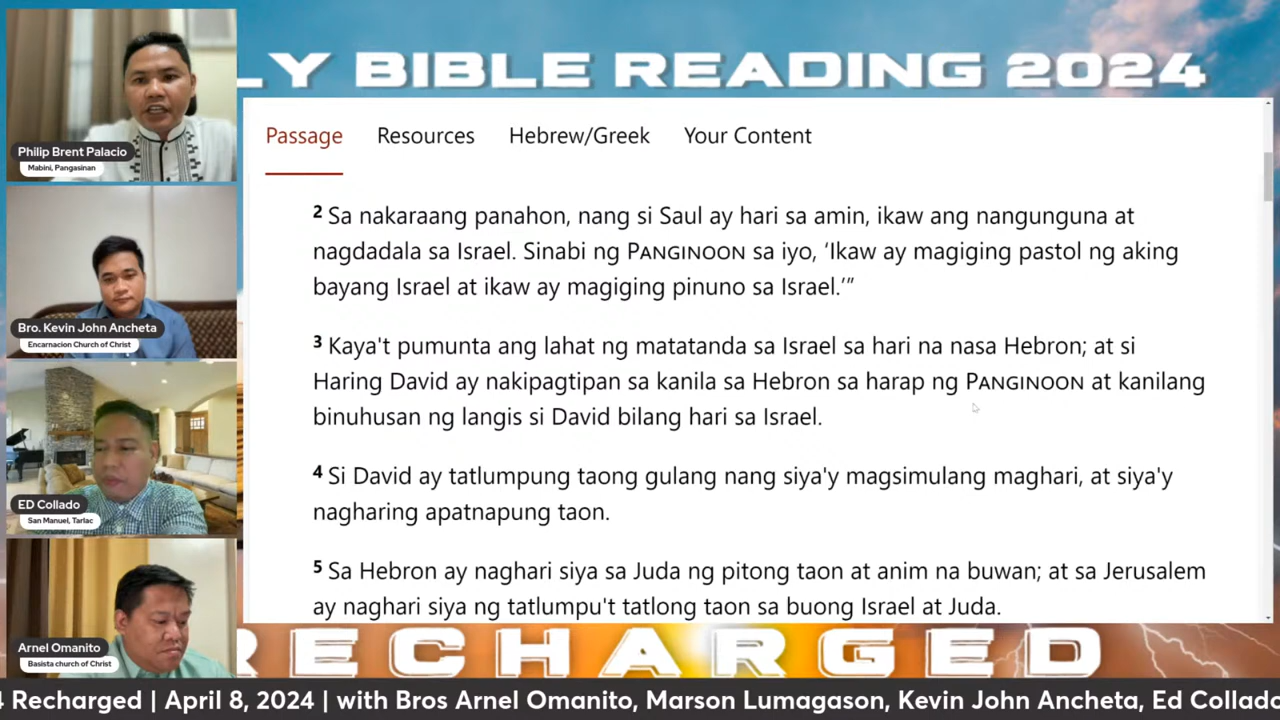 LY BIBLE READING 2024
Passage Resources Hebrew/Greek Your Content
2 Sa nakaraang panahon, nang si Saul ay hari sa amin, ikaw ang nangunguna at
nagdadala sa Israel. Sinabi ng PANGINOON sa iyo, ‘Ikaw ay magiging pastol ng aking
bayang Israel at ikaw ay magiging pinuno sa Israel.’”
3 Kaya't pumunta ang lahat ng matatanda sa Israel sa hari na nasa Hebron; at si
Haring David ay nakipagtipan sa kanila sa Hebron sa harap ng PANGINOON at kanilang
binuhusan ng langis si David bilang hari sa Israel.
4 Si David ay tatlumpung taong gulang nang siya'y magsimulang maghari, at siya'y
nagharing apatnapung taon.
5 Sa Hebron ay naghari siya sa Juda ng pitong taon at anim na buwan; at sa Jerusalem
ay naghari siya ng tatlumpu't tatlong taon sa buong Israel at Juda.
Philip Brent Palacio
Mabini, Pangasinan
Bro. Kevin John Ancheta
Encarnacion Church of Christ
ED Collado
San Manuel, Tarlac
Arnel Omanito
Basista church of Christ
RECHARGED
4 Recharged | April 8, 2024 | with Bros Arnel Omanito, Marson Lumagason, Kevin John Ancheta, Ed Collado